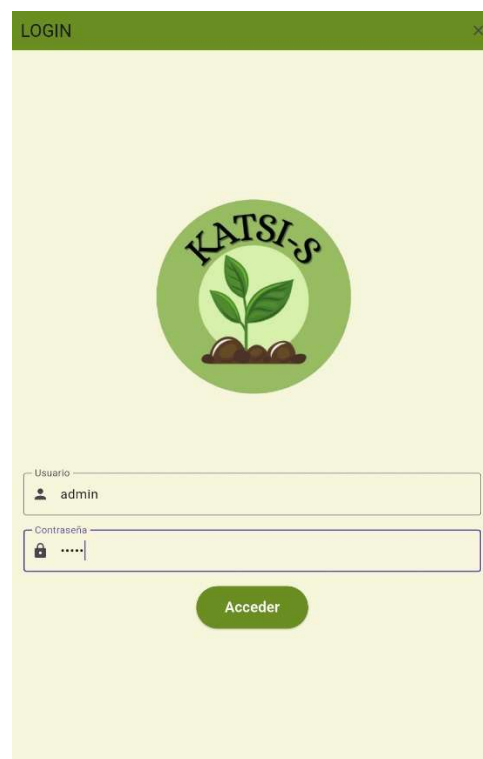 LOGIN
KATSI-S
Usuario
admin
Contraseña
•••••
Acceder